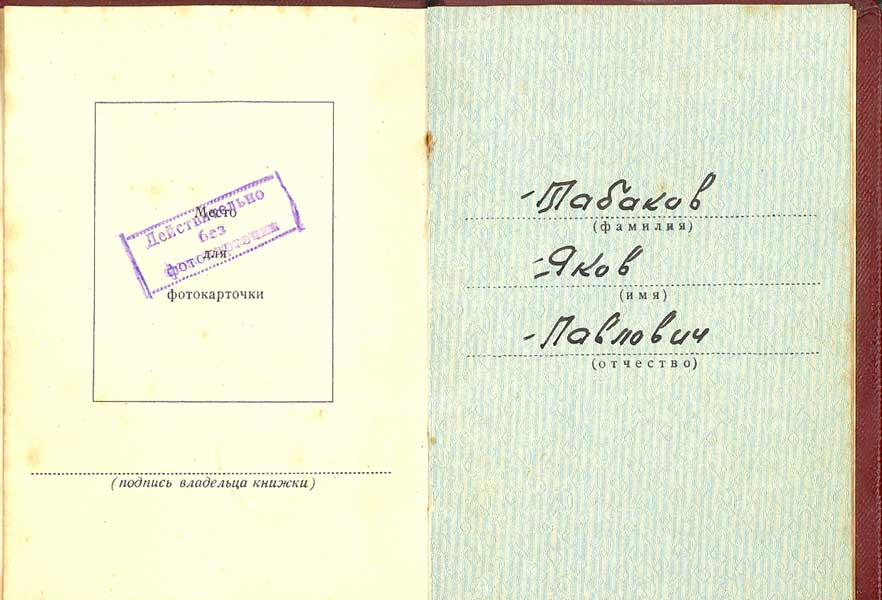 Место
для
фотокарточки
Действительно
без
фотокарточки
(подпись владельца книжки)
Табаков
(фамилия)
Яков
(имя)
Павлович
(отчество)